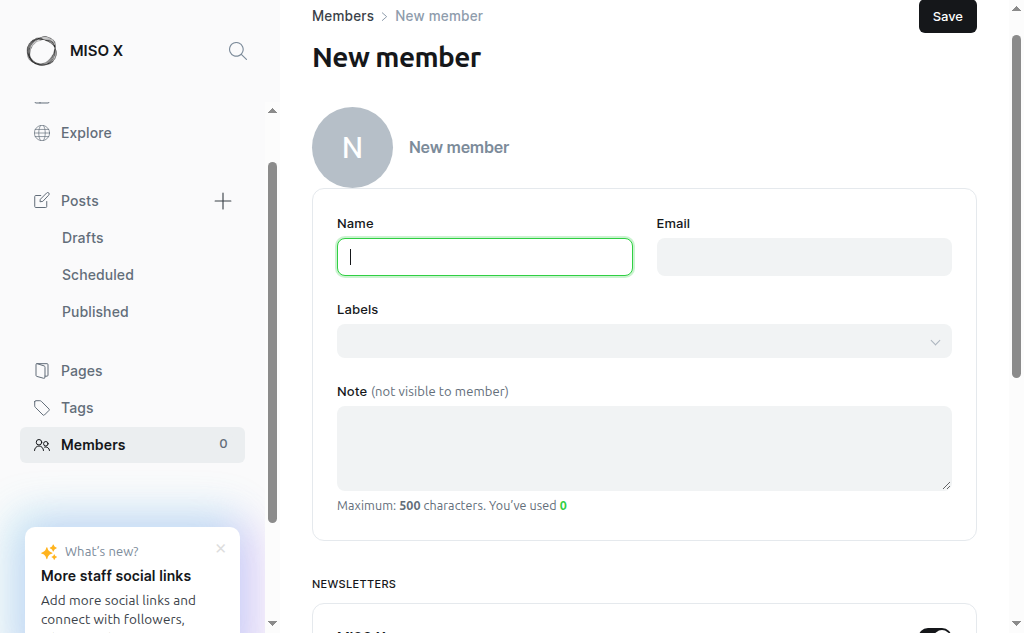 MISO X
Explore
Posts
Drafts
Scheduled
Published
Pages
Tags
Members 0
What's new?
More staff social links
Add more social links and
connect with followers,
Members > New member
Save
New member
N
New member
Name
Email
Labels
Note (not visible to member)
Maximum: 500 characters. You've used 0
NEWSLETTERS